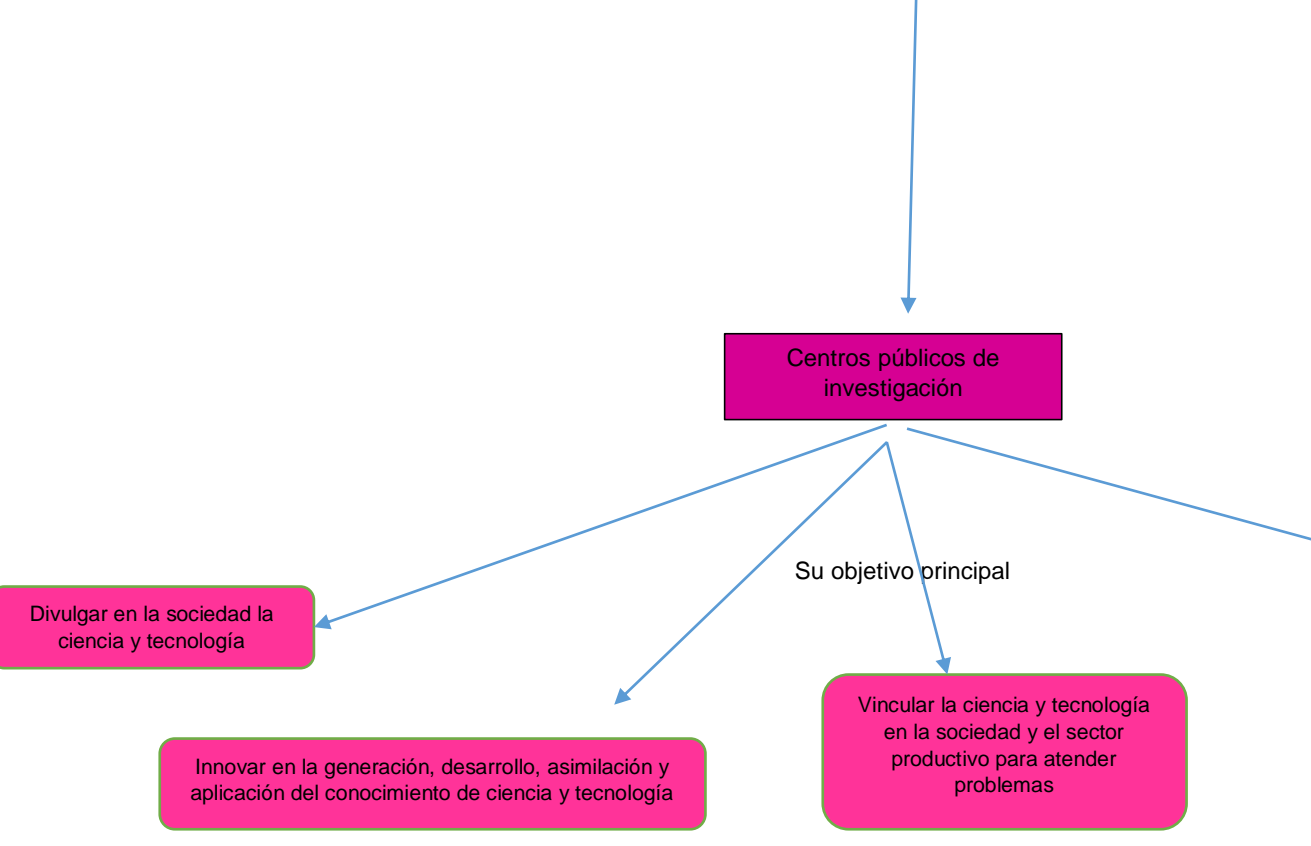 Centros públicos de
investigación
Su objetivo principal
Divulgar en la sociedad la
ciencia y tecnología
Innovar en la generación, desarrollo, asimilación y
aplicación del conocimiento de ciencia y tecnología
Vincular la ciencia y tecnología
en la sociedad y el sector
productivo para atender
problemas